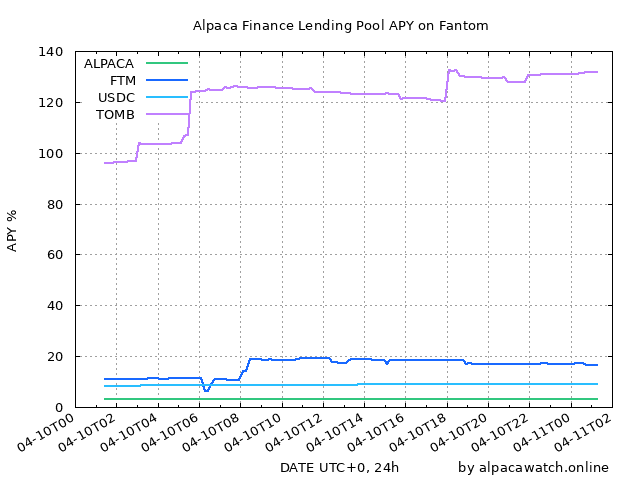 Alpaca Finance Lending Pool APY on Fantom
140
120
100
80
60
40
20
0
APY %
ALPACA
FTM
USDC
TOMB
04-10T00
04-10T02
04-10T04
04-10T06
04-10T08
04-10T10
04-10T12
04-10T14
04-10T16
04-10T18
04-10T20
04-10T22
04-11T00
04-11T02
DATE UTC+0, 24h by alpacawatch.online